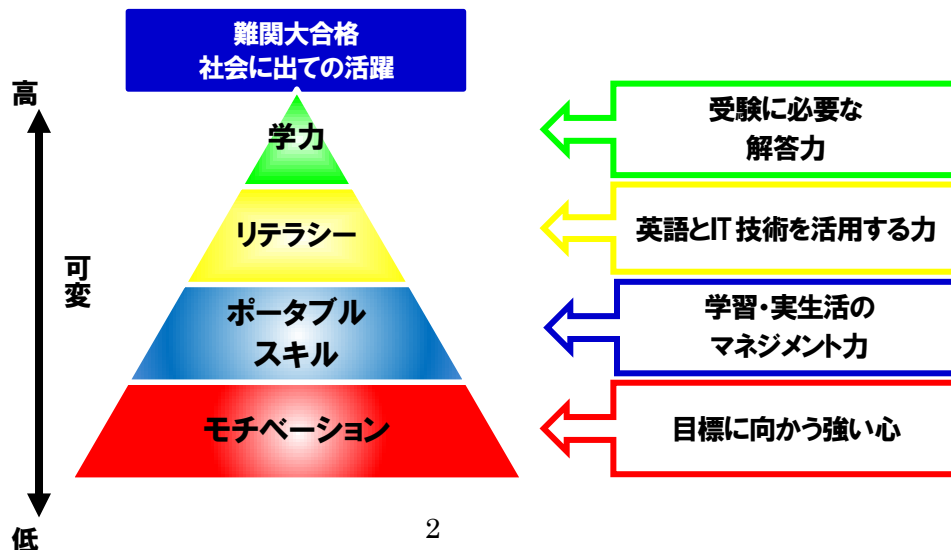 難関大合格
社会に出ての活躍
高
学力
受験に必要な
解答力
リテラシー
英語とIT技術を活用する力
可変
ポータブル
スキル
学習・実生活の
マネジメント力
モチベーション
目標に向かう強い心
低
2